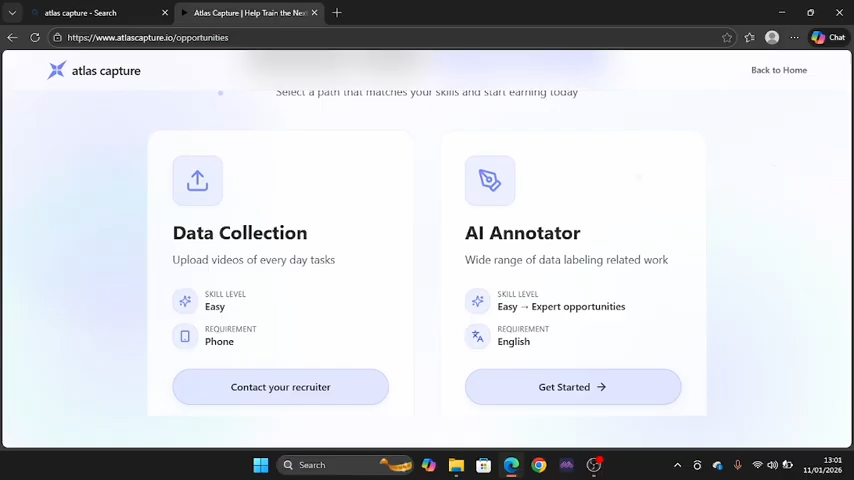 atlas capture - Search
Atlas Capture | Help Train the Nex
https://www.atlascapture.io/opportunities
Chat
atlas capture
Back to Home
Select a path that matches your skills and start earning today
Data Collection
Upload videos of every day tasks
SKILL LEVEL
Easy
REQUIREMENT
Phone
Contact your recruiter
AI Annotator
Wide range of data labeling related work
SKILL LEVEL
Easy → Expert opportunities
REQUIREMENT
English
Get Started →
Search
13:01
11/01/2026